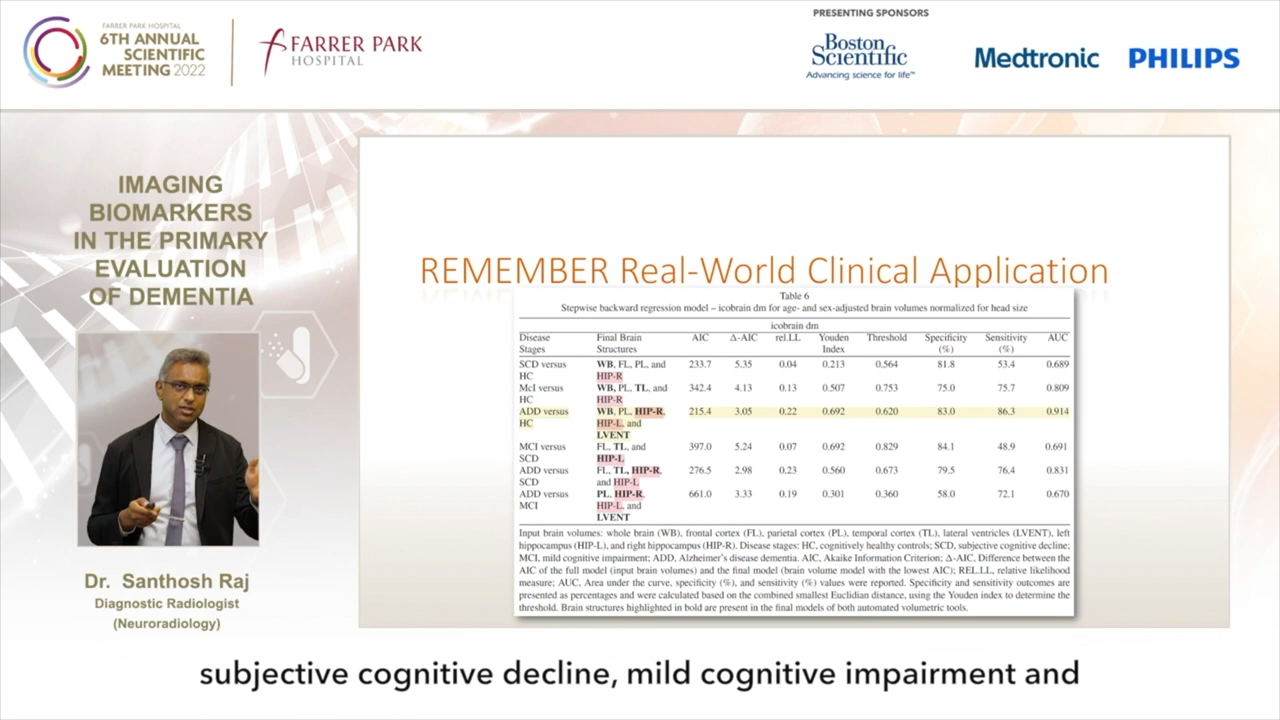 FARRER PARK HOSPITAL
6TH ANNUAL
SCIENTIFIC
MEETING 2022
FARRER PARK
HOSPITAL
PRESENTING SPONSORS
Boston
Scientific
Advancing science for life™
Medtronic
PHILIPS
IMAGING
BIOMARKERS
IN THE PRIMARY
EVALUATION
OF DEMENTIA
Dr. Santhosh Raj
Diagnostic Radiologist
(Neuroradiology)
REMEMBER Real-World Clinical Application
Table 6
Stepwise backward regression model – icobrain dm for age- and sex-adjusted brain volumes normalized for head size
icobrain dm
Disease Final Brain AIC Δ-AIC rel.LL Youden Threshold Specificity Sensitivity AUC
Stages Structures Index (%) (%)
SCD versus WB, FL, PL, and 233.7 5.35 0.04 0.213 0.564 81.8 53.4 0.689
HC HIP-R
McI versus WB, PL, TL, and 342.4 4.13 0.13 0.507 0.753 75.0 75.7 0.809
HC HIP-R
ADD versus WB, PL, HIP-R, 215.4 3.05 0.22 0.692 0.620 83.0 86.3 0.914
HC HIP-L, and
LVENT
MCI versus FL, TL, and 397.0 5.24 0.07 0.692 0.829 84.1 48.9 0.691
SCD HIP-L
ADD versus FL, TL, HIP-R, 276.5 2.98 0.23 0.560 0.673 79.5 76.4 0.831
SCD and HIP-L
ADD versus PL, HIP-R, 661.0 3.33 0.19 0.301 0.360 58.0 72.1 0.670
MCI HIP-L, and
LVENT
Input brain volumes: whole brain (WB), frontal cortex (FL), parietal cortex (PL), temporal cortex (TL), lateral ventricles (LVENT), left
hippocampus (HIP-L), and right hippocampus (HIP-R). Disease stages: HC, cognitively healthy controls; SCD, subjective cognitive decline;
MCI, mild cognitive impairment; ADD, Alzheimer's disease dementia. AIC, Akaike Information Criterion; Δ-AIC, Difference between the
AIC of the full model (input brain volumes) and the final model (brain volume model with the lowest AIC); REL.LL, relative likelihood
measure; AUC, Area under the curve, specificity (%), and sensitivity (%) values were reported. Specificity and sensitivity outcomes are
presented as percentages and were calculated based on the combined smallest Euclidian distance, using the Youden index to determine the
threshold. Brain structures highlighted in bold are present in the final models of both automated volumetric tools.
subjective cognitive decline, mild cognitive impairment and